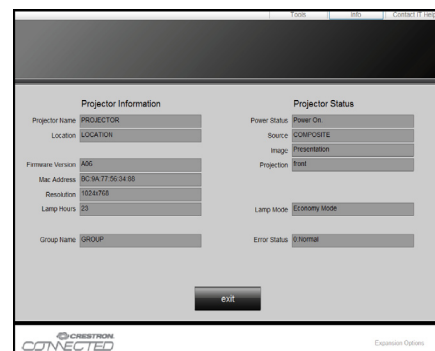 Tools Info Contact IT Help
Projector Information
Projector Name PROJECTOR
Location LOCATION
Firmware Version A06
Mac Address BC:9A:77:56:34:88
Resolution 1024x768
Lamp Hours 23
Group Name GROUP
Projector Status
Power Status Power On
Source COMPOSITE
Image Presentation
Projection front
Lamp Mode Economy Mode
Error Status 0:Normal
exit
CRESTRON
CONNECTED
Expansion Options